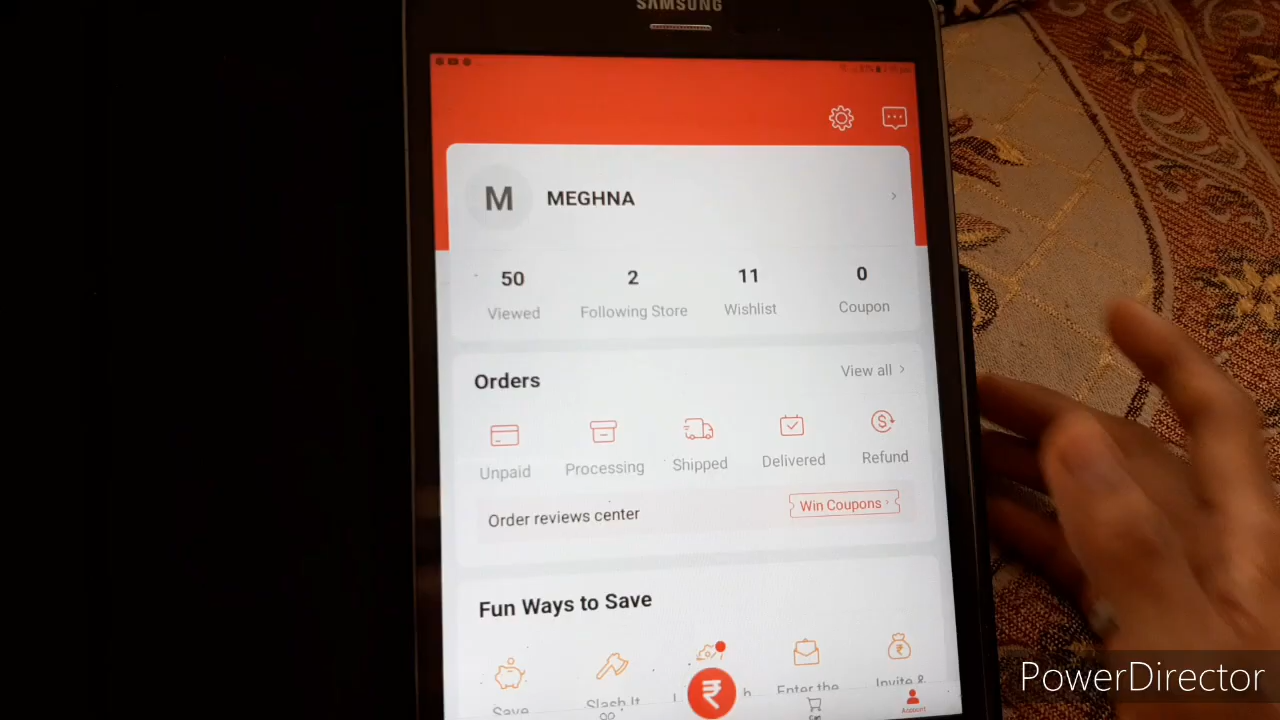 SAMSUNG
M
MEGHNA
50
2
11
0
Viewed
Following Store
Wishlist
Coupon
Orders
View all
Unpaid
Processing
Shipped
Delivered
Refund
Order reviews center
Win Coupons
Fun Ways to Save
Save
Slash It
Enter the
Invite &
₹
Account
PowerDirector